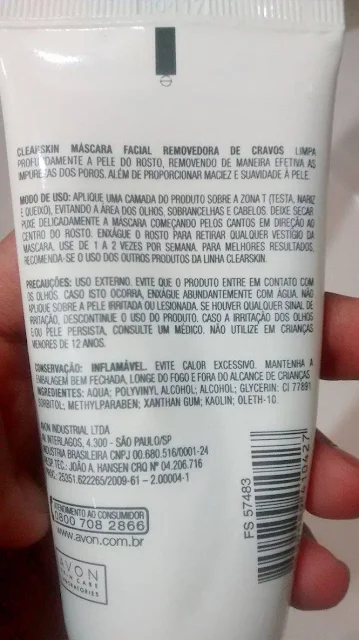 CLEARSKIN MÁSCARA FACIAL REMOVEDORA DE CRAVOS LIMPA
PROFUNDAMENTE A PELE DO ROSTO, REMOVENDO DE MANEIRA EFETIVA AS
IMPUREZAS DOS POROS, ALÉM DE PROPORCIONAR MACIEZ E SUAVIDADE À PELE.
MODO DE USO: APLIQUE UMA CAMADA DO PRODUTO SOBRE A ZONA T (TESTA, NARIZ
E QUEIXO), EVITANDO A ÁREA DOS OLHOS, SOBRANCELHAS E CABELOS. DEIXE SECAR.
PUXE DELICADAMENTE A MÁSCARA COMEÇANDO PELOS CANTOS EM DIREÇÃO AO
CENTRO DO ROSTO. ENXÁGUE O ROSTO PARA RETIRAR QUALQUER VESTÍGIO DA
MÁSCARA. USE DE 1 A 2 VEZES POR SEMANA. PARA MELHORES RESULTADOS,
RECOMENDA-SE O USO DOS OUTROS PRODUTOS DA LINHA CLEARSKIN.
PRECAUÇÕES: USO EXTERNO. EVITE QUE O PRODUTO ENTRE EM CONTATO COM
OS OLHOS. CASO ISTO OCORRA, ENXÁGUE ABUNDANTEMENTE COM ÁGUA. NÃO
APLIQUE SOBRE A PELE IRRITADA OU LESIONADA. SE HOUVER QUALQUER SINAL DE
IRRITAÇÃO, DESCONTINUE O USO DO PRODUTO. CASO A IRRITAÇÃO DOS OLHOS
E/OU PELE PERSISTA, CONSULTE UM MÉDICO. NÃO UTILIZE EM CRIANÇAS
MENORES DE 12 ANOS.
CONSERVAÇÃO: INFLAMÁVEL. EVITE CALOR EXCESSIVO. MANTENHA A
EMBALAGEM BEM FECHADA, LONGE DO FOGO E FORA DO ALCANCE DE CRIANÇAS
INGREDIENTES: AQUA; POLYVINYL ALCOHOL; ALCOHOL; GLYCERIN; CI 77891
SORBITOL; METHYLPARABEN; XANTHAN GUM; KAOLIN; OLETH-10
AVON INDUSTRIAL LTDA
AV. INTERLAGOS, 4.300 - SÃO PAULO/SP
INDÚSTRIA BRASILEIRA CNPJ 00.680.516/0001-24
RESP. TÉC.: JOÃO A. HANSEN CRQ Nº 04.206.716
PROC.: 25351.622265/2009-61 – 2.00004-1
ATENDIMENTO AO CONSUMIDOR
0800 708 2866
www.avon.com.br
AVON
SKIN CARE
LABORATORIES
FS 57483